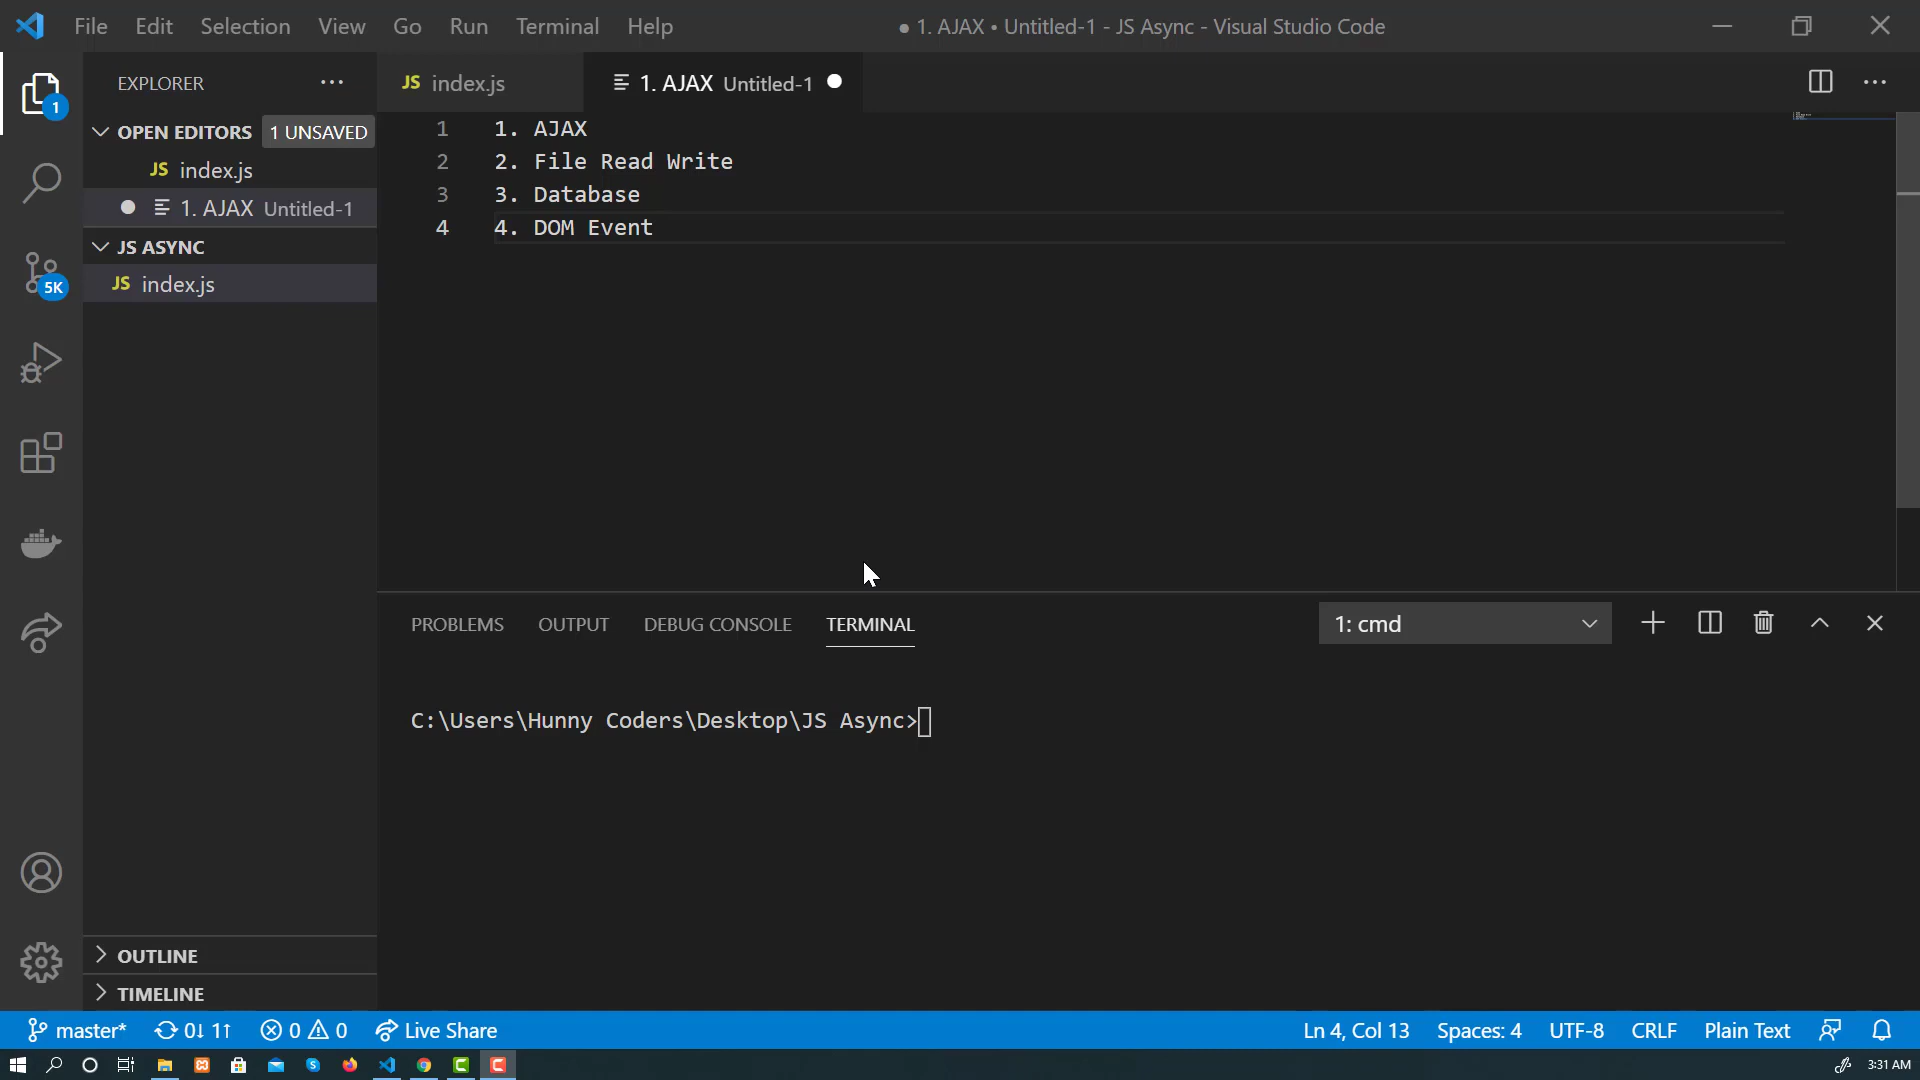 File Edit Selection View Go Run Terminal Help ● 1. AJAX • Untitled-1 - JS Async - Visual Studio Code
EXPLORER
JS index.js
1. AJAX Untitled-1
1
OPEN EDITORS 1 UNSAVED
JS index.js
1. AJAX Untitled-1
JS ASYNC
JS index.js
5K
1 1. AJAX
2 2. File Read Write
3 3. Database
4 4. DOM Event
PROBLEMS OUTPUT DEBUG CONSOLE TERMINAL 1: cmd
C:\Users\Hunny Coders\Desktop\JS Async>
OUTLINE
TIMELINE
master* 0↓ 1↑ 0 0 Live Share Ln 4, Col 13 Spaces: 4 UTF-8 CRLF Plain Text
3:31 AM